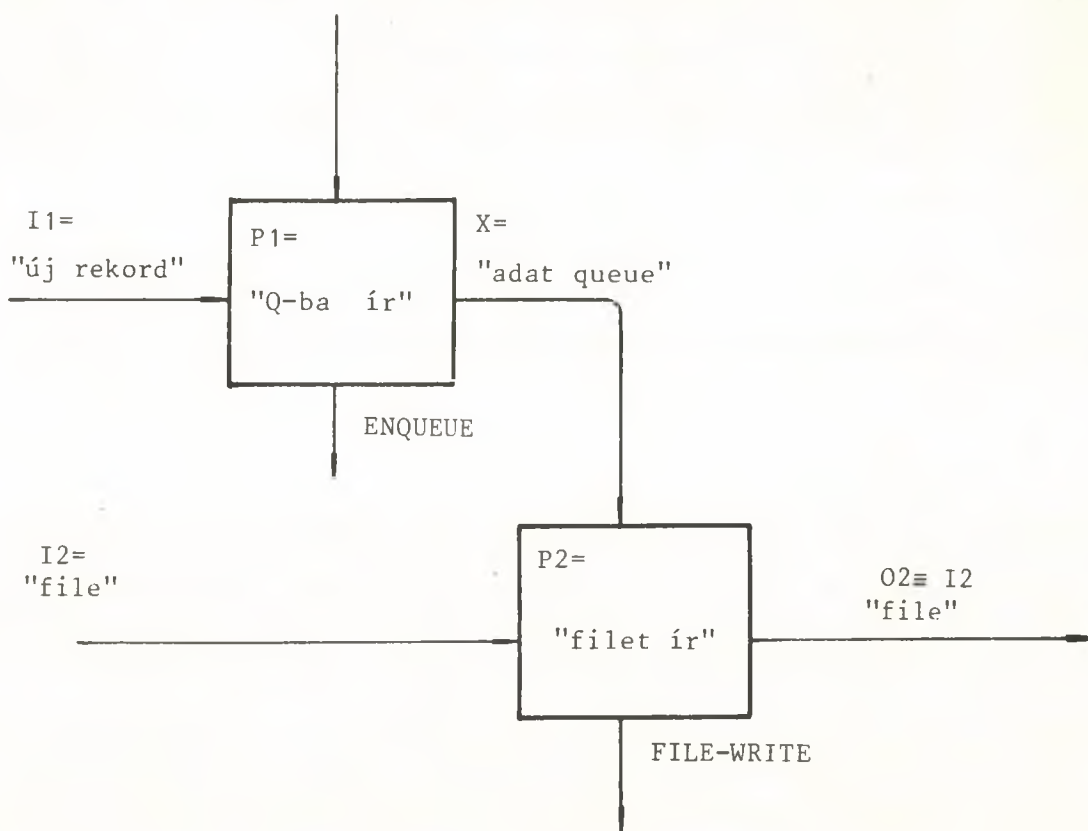 I1=
"új rekord"
P1=
"Q-ba ír"
X=
"adat queue"
ENQUEUE
I2=
"file"
P2=
"filet ír"
O2≡ I2
"file"
FILE-WRITE